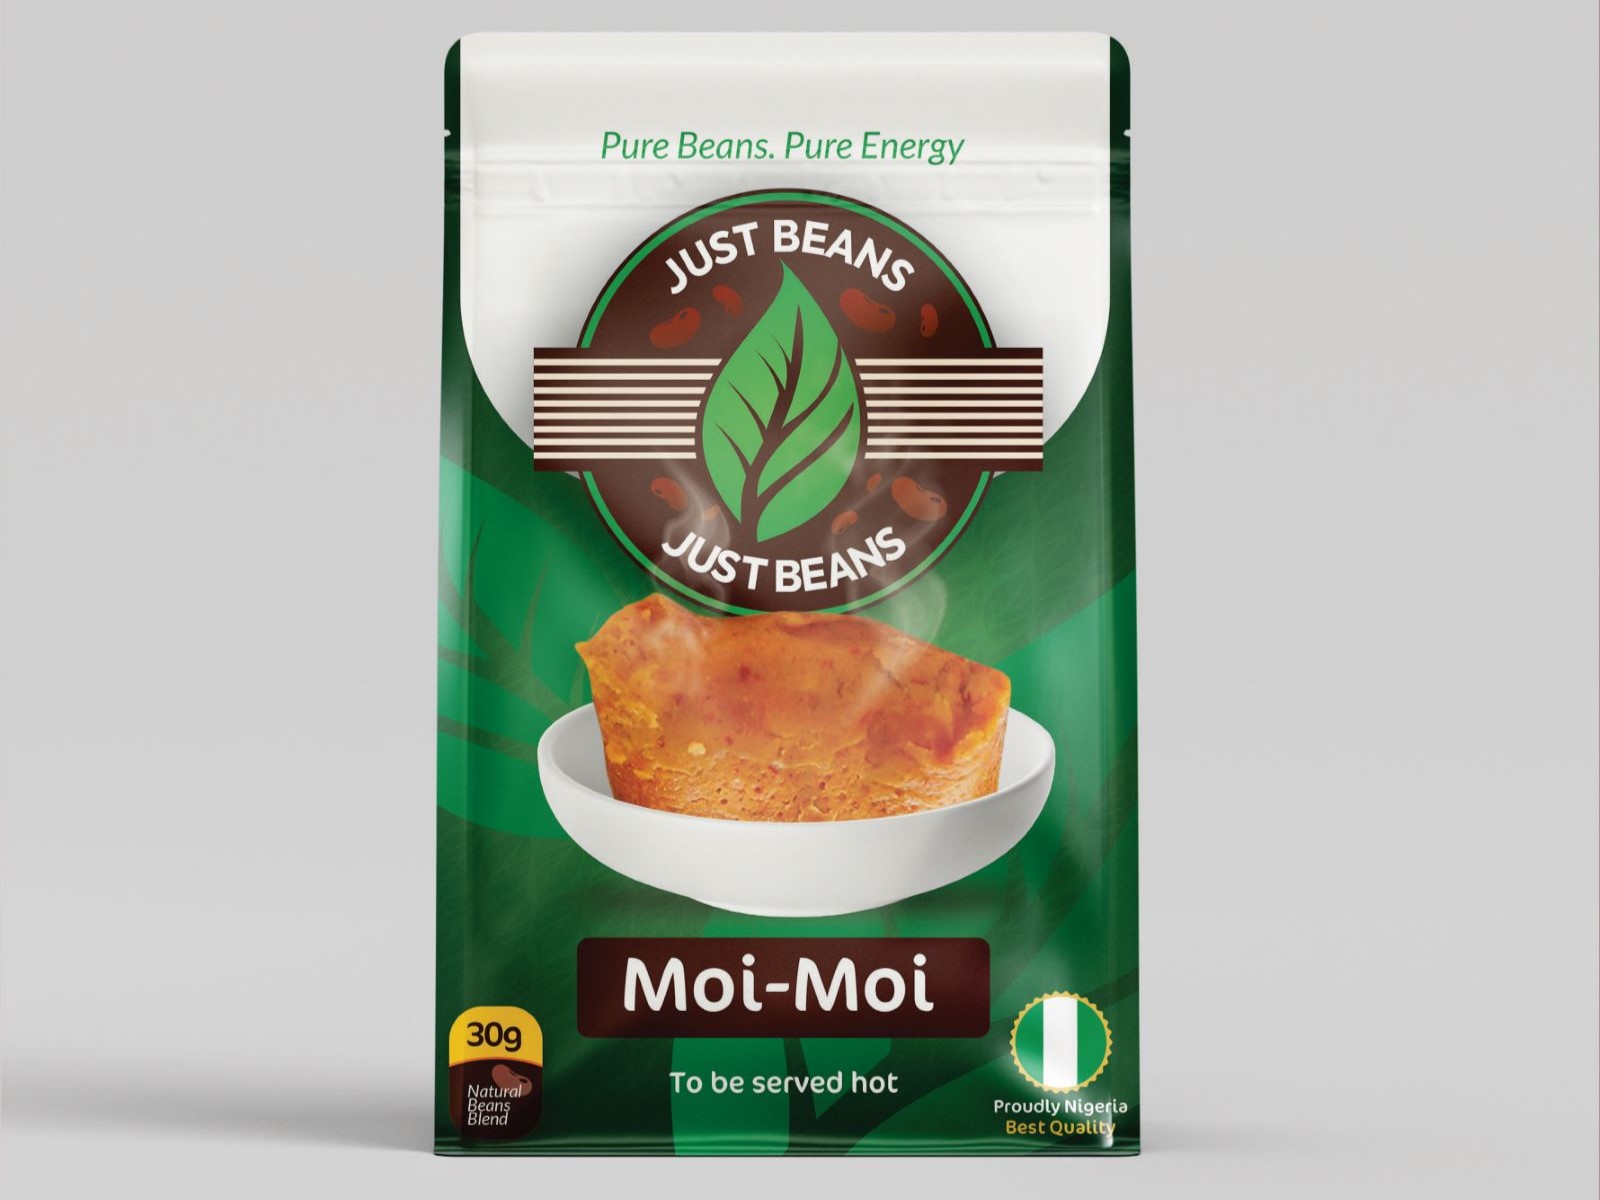 Pure Beans. Pure Energy
JUST BEANS
JUST BEANS
Moi-Moi
30g
Natural
Beans
Blend
To be served hot
Proudly Nigeria
Best Quality